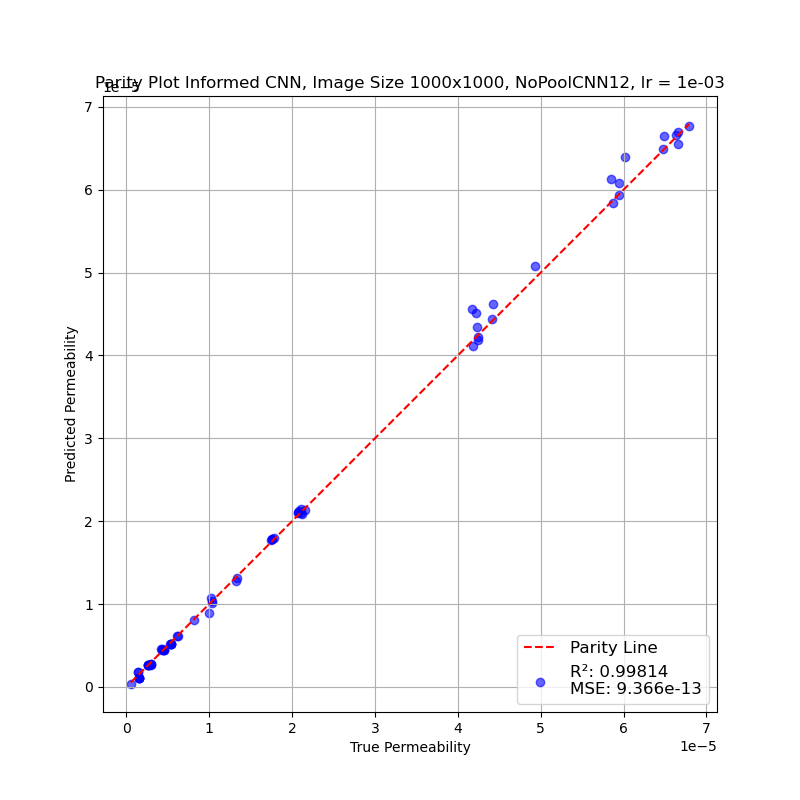 Parity Plot Informed CNN, Image Size 1000x1000, NoPoolCNN12, lr = 1e-03
1e−5
7
6
5
4
3
2
1
0
Predicted Permeability
Parity Line
R²: 0.99814
MSE: 9.366e-13
0 1 2 3 4 5 6 7
True Permeability
1e−5